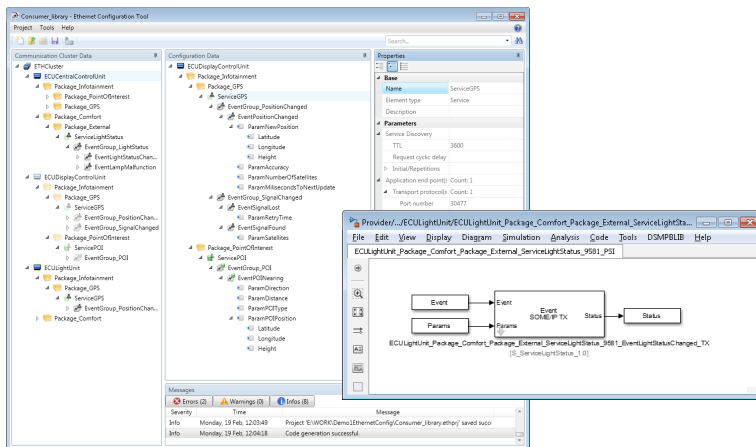 Consumer_library - Ethernet Configuration Tool
Project Tools Help
Search...
Communication Cluster Data
ETHCluster
ECUCentralControlUnit
Package_Infotainment
Package_PointOfInterest
Package_GPS
Package_Comfort
Package_External
ServiceLightStatus
EventGroup_LightStatus
EventLightStatusChan...
EventLampMalfunction
ECUDisplayControlUnit
Package_Infotainment
Package_GPS
ServiceGPS
EventGroup_PositionChan...
EventGroup_SignalChanged
Package_PointOfInterest
ServicePOI
EventGroup_POI
ECULightUnit
Package_Infotainment
Package_GPS
ServiceGPS
EventGroup_PositionChan...
Package_Comfort
Configuration Data
ECUDisplayControlUnit
Package_Infotainment
Package_GPS
ServiceGPS
EventGroup_PositionChanged
EventPositionChanged
ParamNewPosition
Latitude
Longitude
Height
ParamAccuracy
ParamNumberOfSatellites
ParamMilisecondsToNextUpdate
EventGroup_SignalChanged
EventSignalLost
ParamRetryTime
EventSignalFound
ParamSatellites
Package_PointOfInterest
ServicePOI
EventGroup_POI
EventPOINearing
ParamDirection
ParamDistance
ParamPOIType
ParamPOIPosition
Latitude
Longitude
Height
Properties
Base
Name ServiceGPS
Element type Service
Description
Parameters
Service Discovery
TTL 3600
Request cyclic delay
Initial/Repetitions
Application end point(s Count: 1
Transport protocol(s Count: 1
Port number 30477
Messages
Errors (2) Warnings (0) Infos (8)
Severity Time Message
Info Monday, 19 Feb, 12:03:49 Project 'E:\WORK\Demo1EthernetConfig\Consumer_library.ethprj' saved succ
Info Monday, 19 Feb, 12:04:18 Code generation successful.
Provider/.../ECULightUnit/ECULightUnit_Package_Comfort_Package_External_ServiceLightSta...
File Edit View Display Diagram Simulation Analysis Code Tools DSMPBLIB Help
ECULightUnit_Package_Comfort_Package_External_ServiceLightStatus_9581_PSI
Event
Event
Event
SOME/IP TX
Status
Status
Params
Params
ECULightUnit_Package_Comfort_Package_External_ServiceLightStatus_9581_EventLightStatusChanged_TX
[S_ServiceLightStatus_1.0]